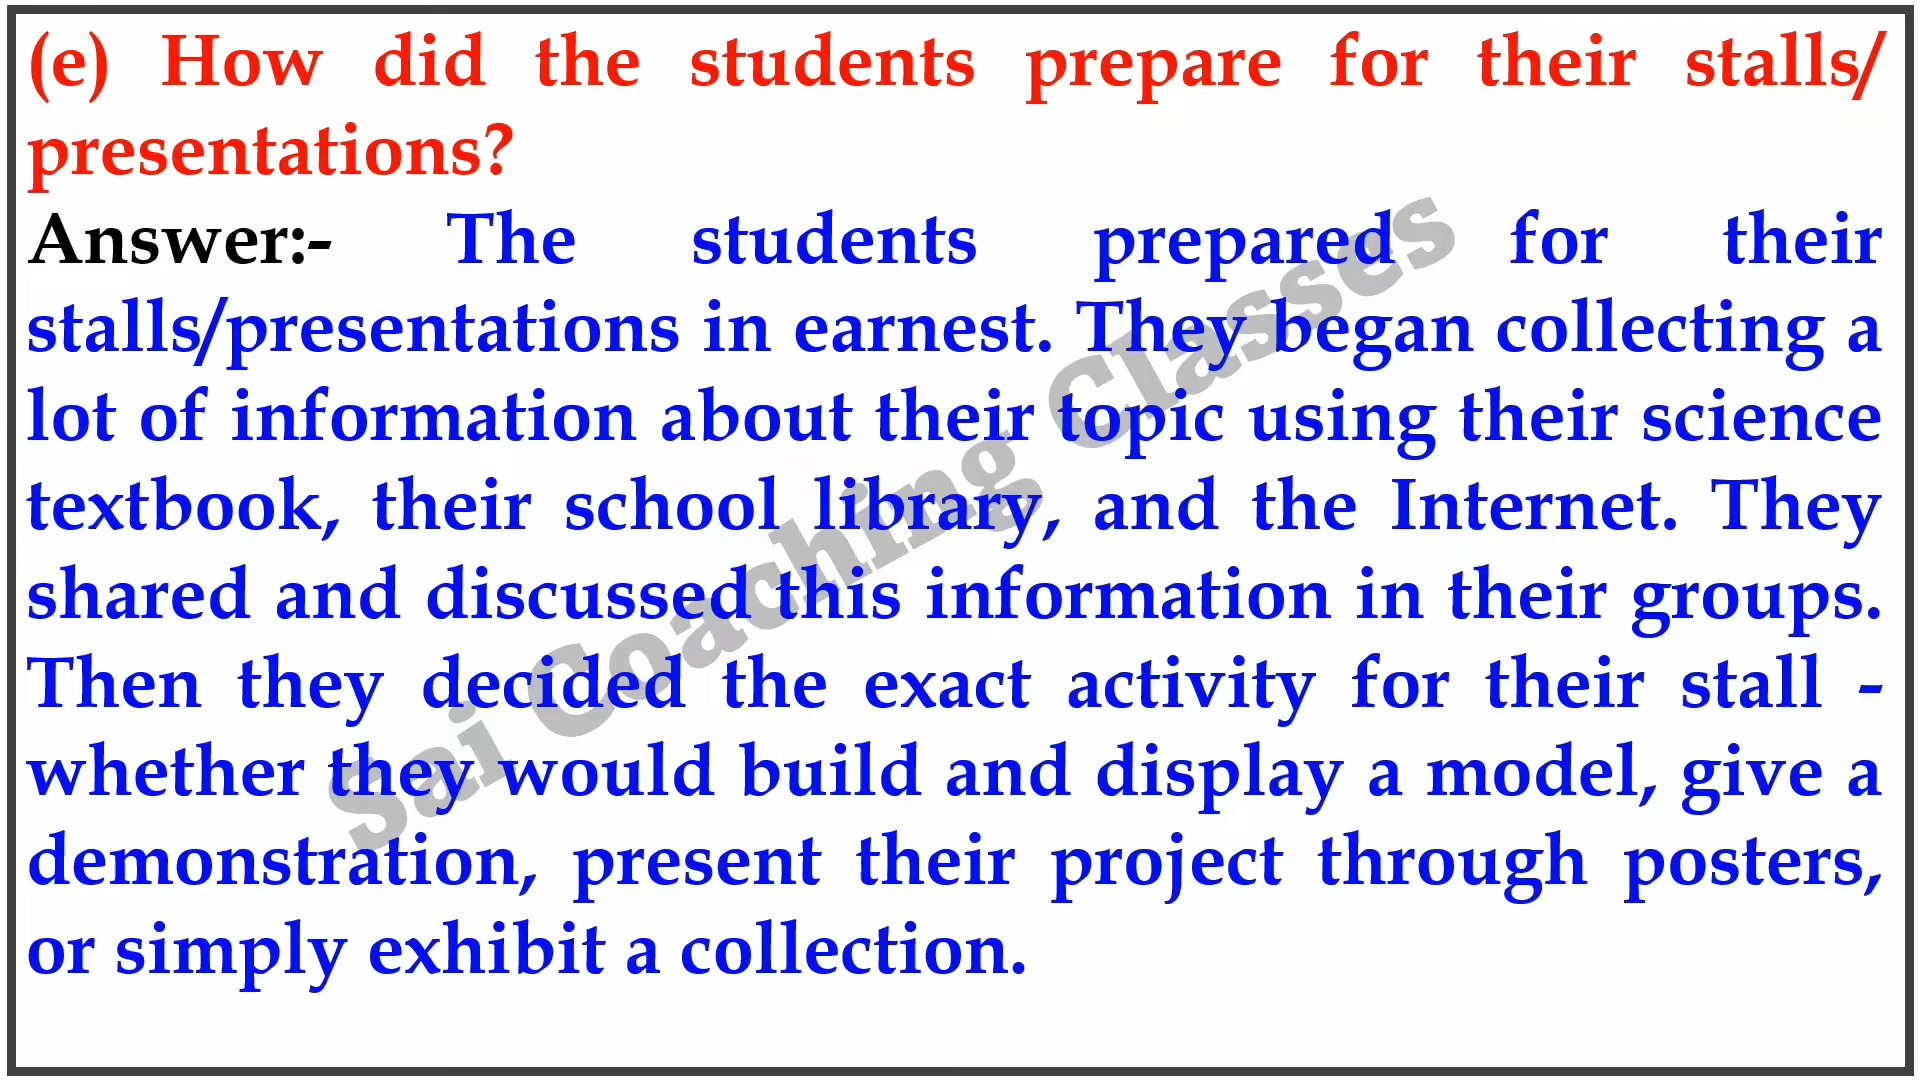 (e) How did the students prepare for their stalls/
presentations?
Answer:- The students prepared for their
stalls/presentations in earnest. They began collecting a
lot of information about their topic using their science
textbook, their school library, and the Internet. They
shared and discussed this information in their groups.
Then they decided the exact activity for their stall -
whether they would build and display a model, give a
demonstration, present their project through posters,
or simply exhibit a collection.
Sai Coaching Classes